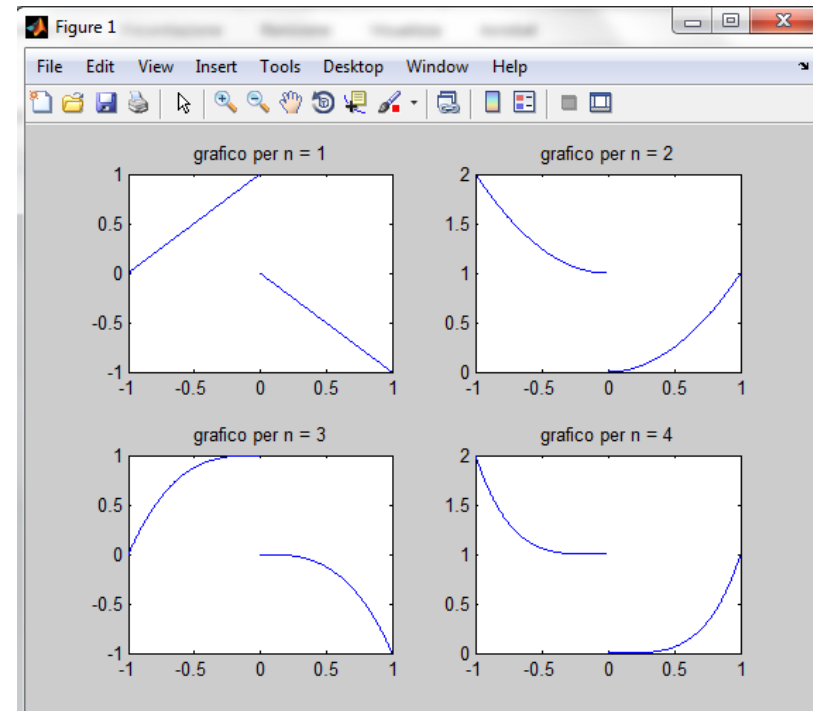 Figure 1
File Edit View Insert Tools Desktop Window Help
grafico per n = 1
1
0.5
0
-0.5
-1
-1 -0.5 0 0.5 1
grafico per n = 2
2
1.5
1
0.5
0
-1 -0.5 0 0.5 1
grafico per n = 3
1
0.5
0
-0.5
-1
-1 -0.5 0 0.5 1
grafico per n = 4
2
1.5
1
0.5
0
-1 -0.5 0 0.5 1